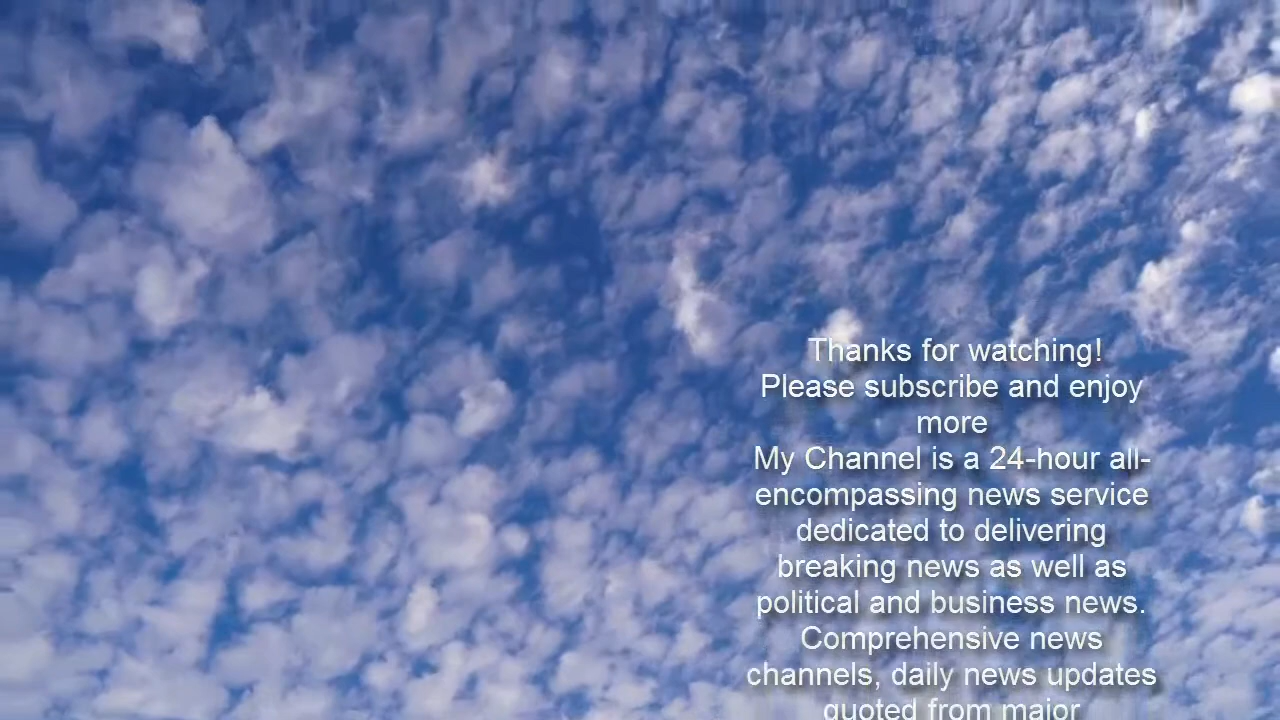 Thanks for watching!
Please subscribe and enjoy
more
My Channel is a 24-hour all-
encompassing news service
dedicated to delivering
breaking news as well as
political and business news.
Comprehensive news
channels, daily news updates
quoted from major